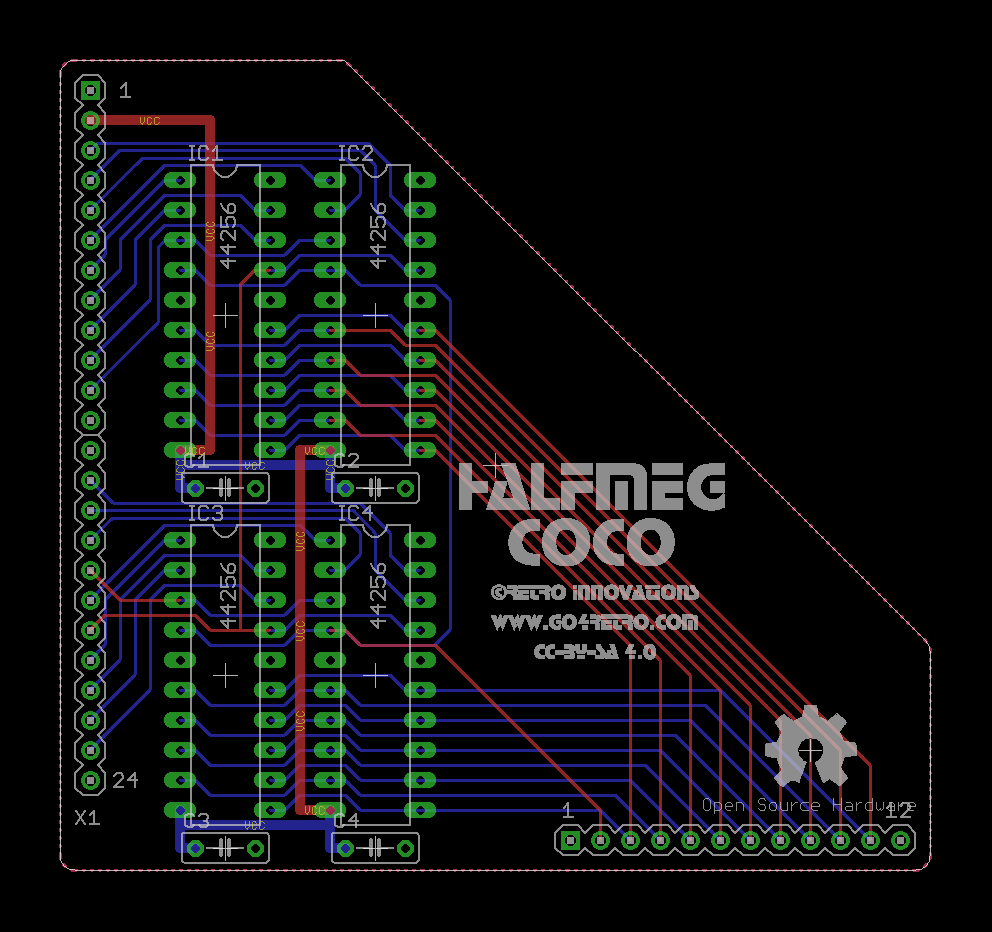 1
VCC
IC1
IC2
44256
44256
VCC
VCC
VCC
VCC
VCC
VCC
VCC
C1
C2
HALFMEG
COCO
IC3
IC4
44256
44256
VCC
VCC
VCC
©RETRO INNOVATIONS
WWW.GO4RETRO.COM
CC-BY-SA 4.0
24
X1
VCC
VCC
C3
C4
Open Source Hardware
1
12